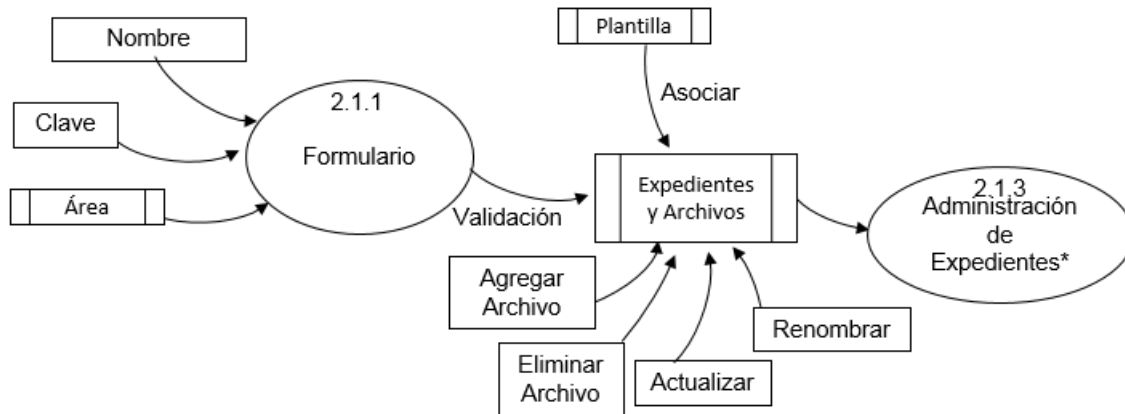 Nombre
Plantilla
2.1.1
Asociar
Clave
Formulario
Expedientes
y Archivos
2.1.3
Administración
de
Expedientes*
Área
Validación
Agregar
Archivo
Renombrar
Eliminar
Archivo
Actualizar